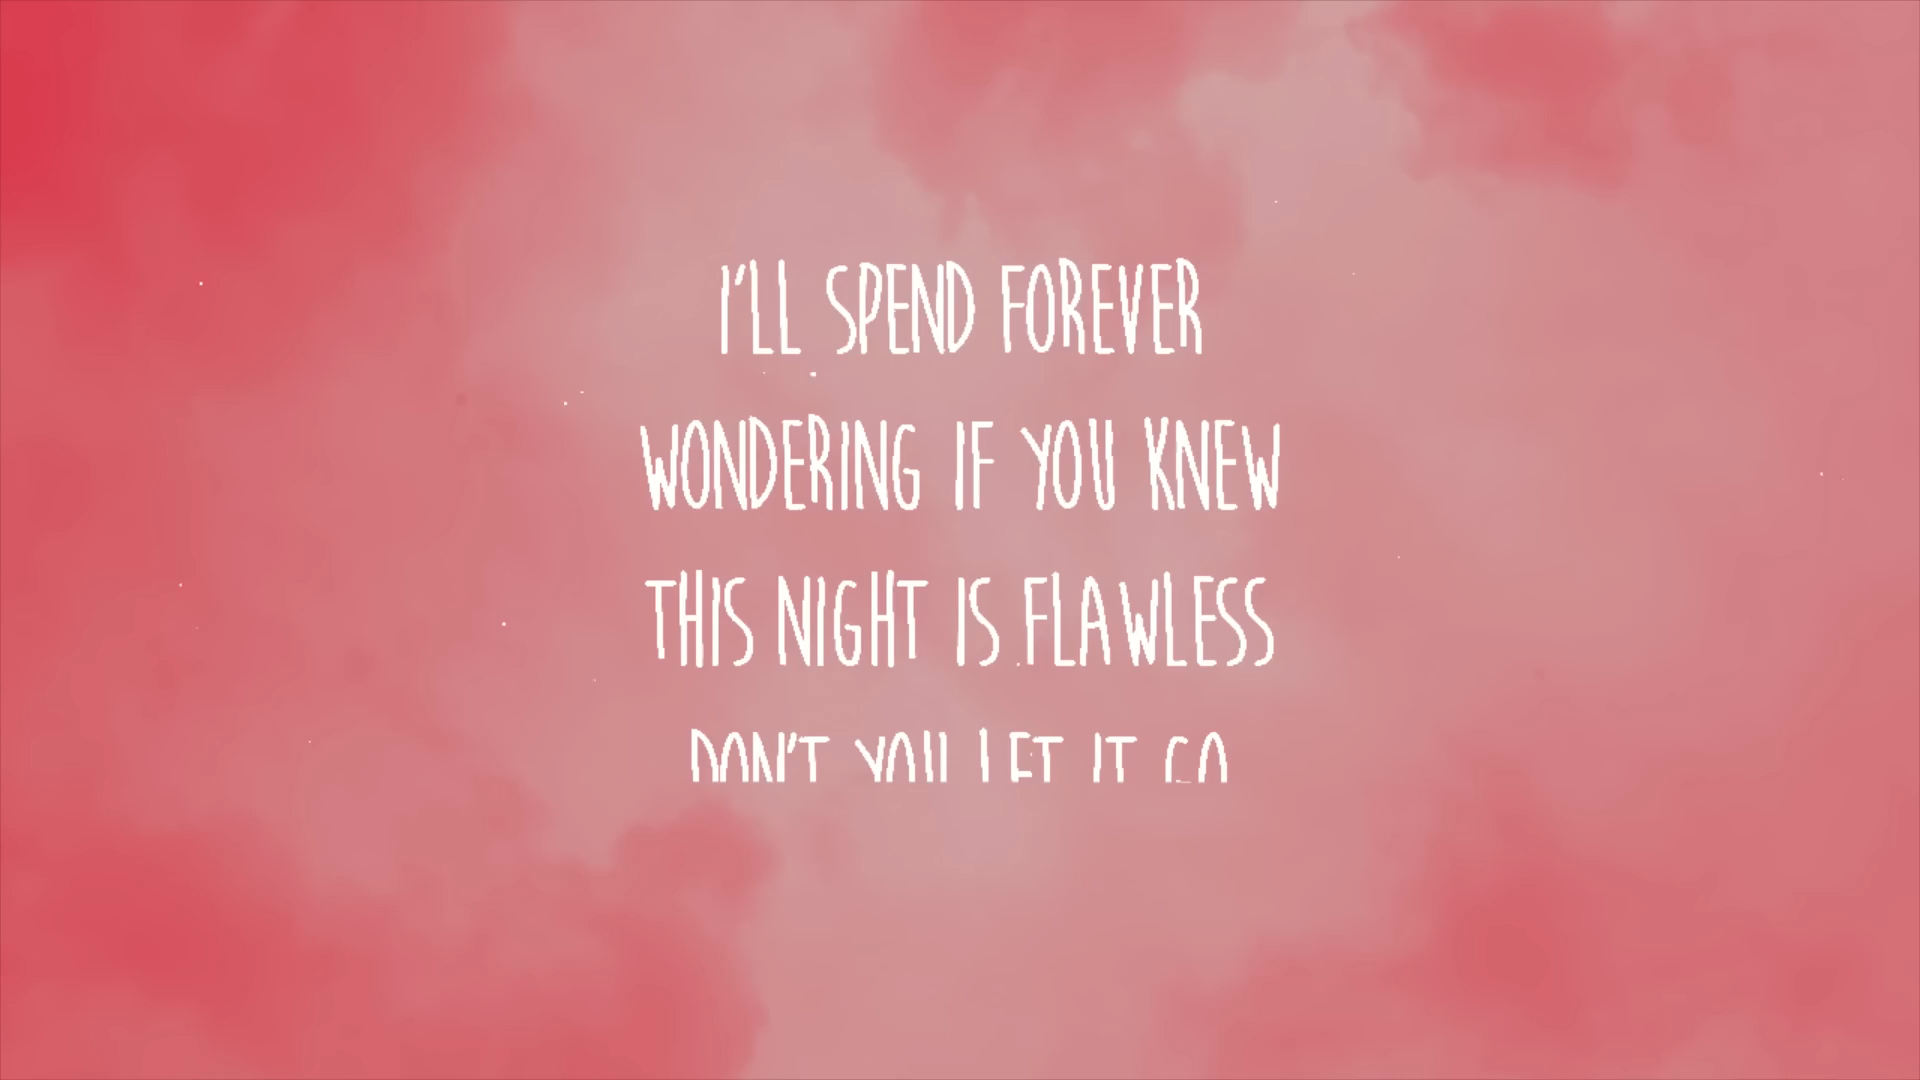 I'LL SPEND FOREVER
WONDERING IF YOU KNEW
THIS NIGHT IS FLAWLESS
DON'T YOU LET IT GO